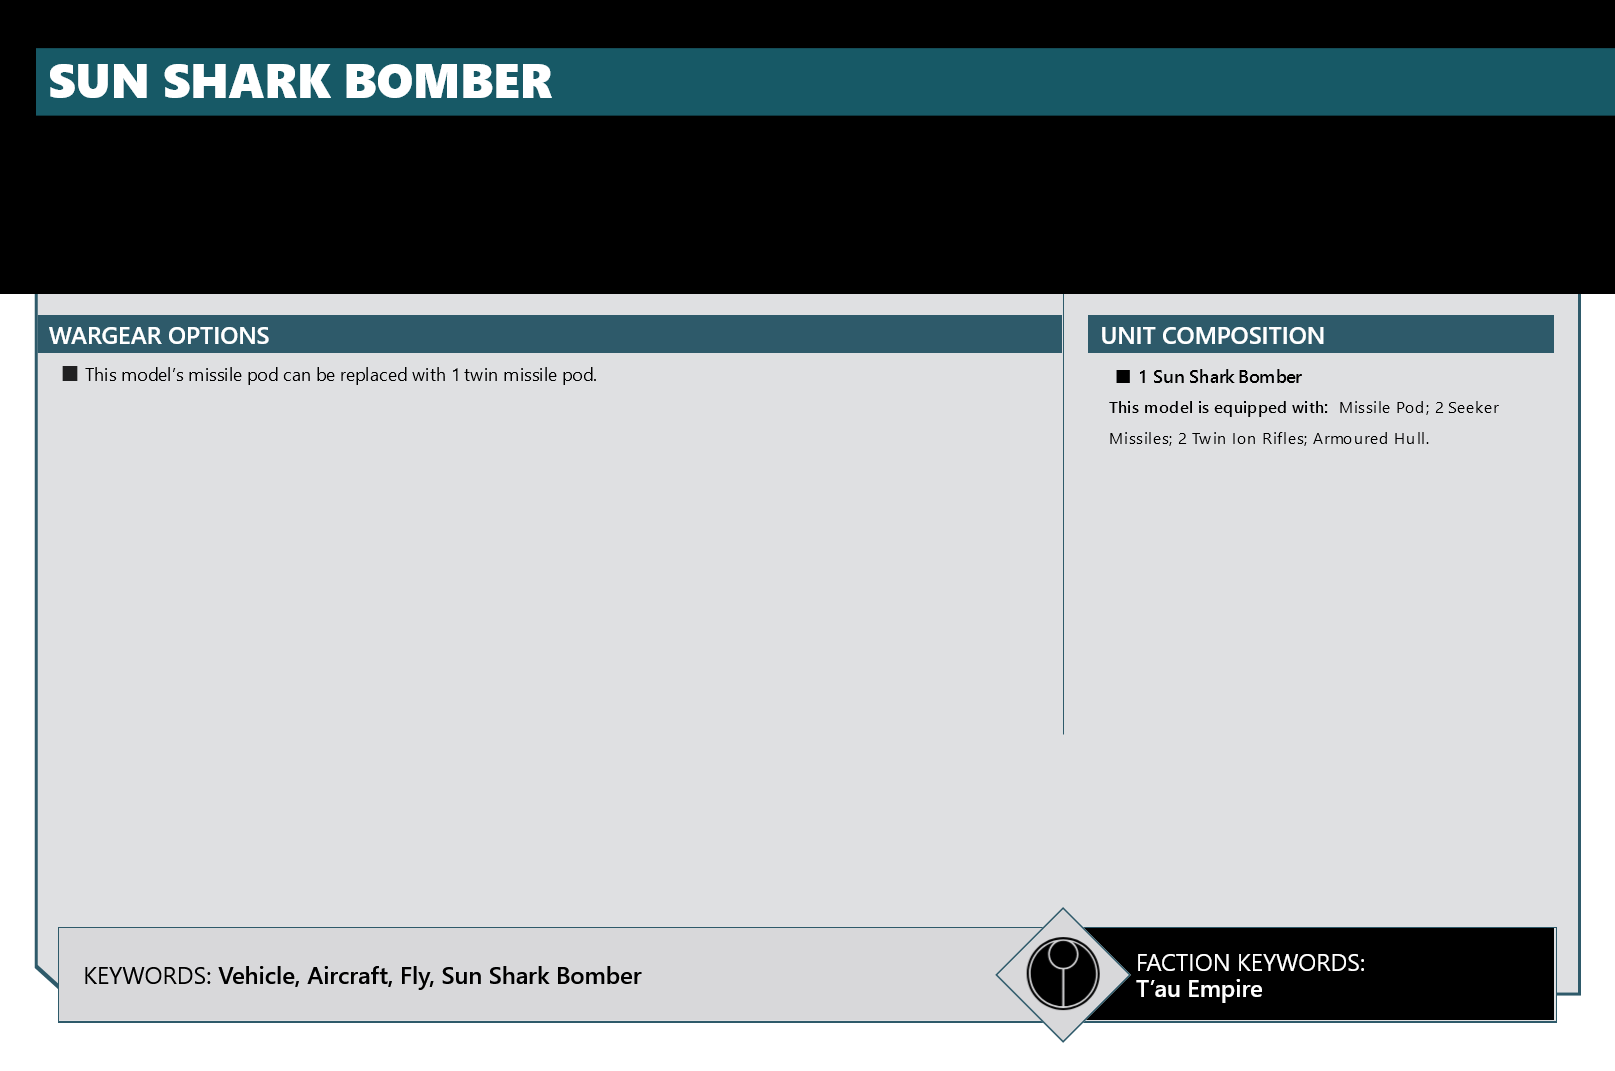 SUN SHARK BOMBER
WARGEAR OPTIONS
■ This model’s missile pod can be replaced with 1 twin missile pod.
UNIT COMPOSITION
■ 1 Sun Shark Bomber
This model is equipped with: Missile Pod; 2 Seeker
Missiles; 2 Twin Ion Rifles; Armoured Hull.
KEYWORDS: Vehicle, Aircraft, Fly, Sun Shark Bomber
FACTION KEYWORDS:
T’au Empire